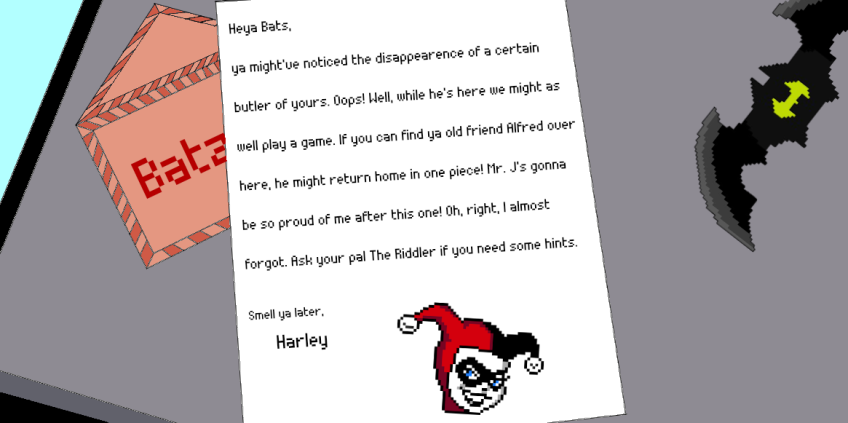 Heya Bats,
ya might've noticed the disappearence of a certain
butler of yours. Oops! Well, while he's here we might as
well play a game. If you can find ya old friend Alfred over
here, he might return home in one piece! Mr. J's gonna
be so proud of me after this one! Oh, right, I almost
forgot. Ask your pal The Riddler if you need some hints.
Smell ya later,
Harley